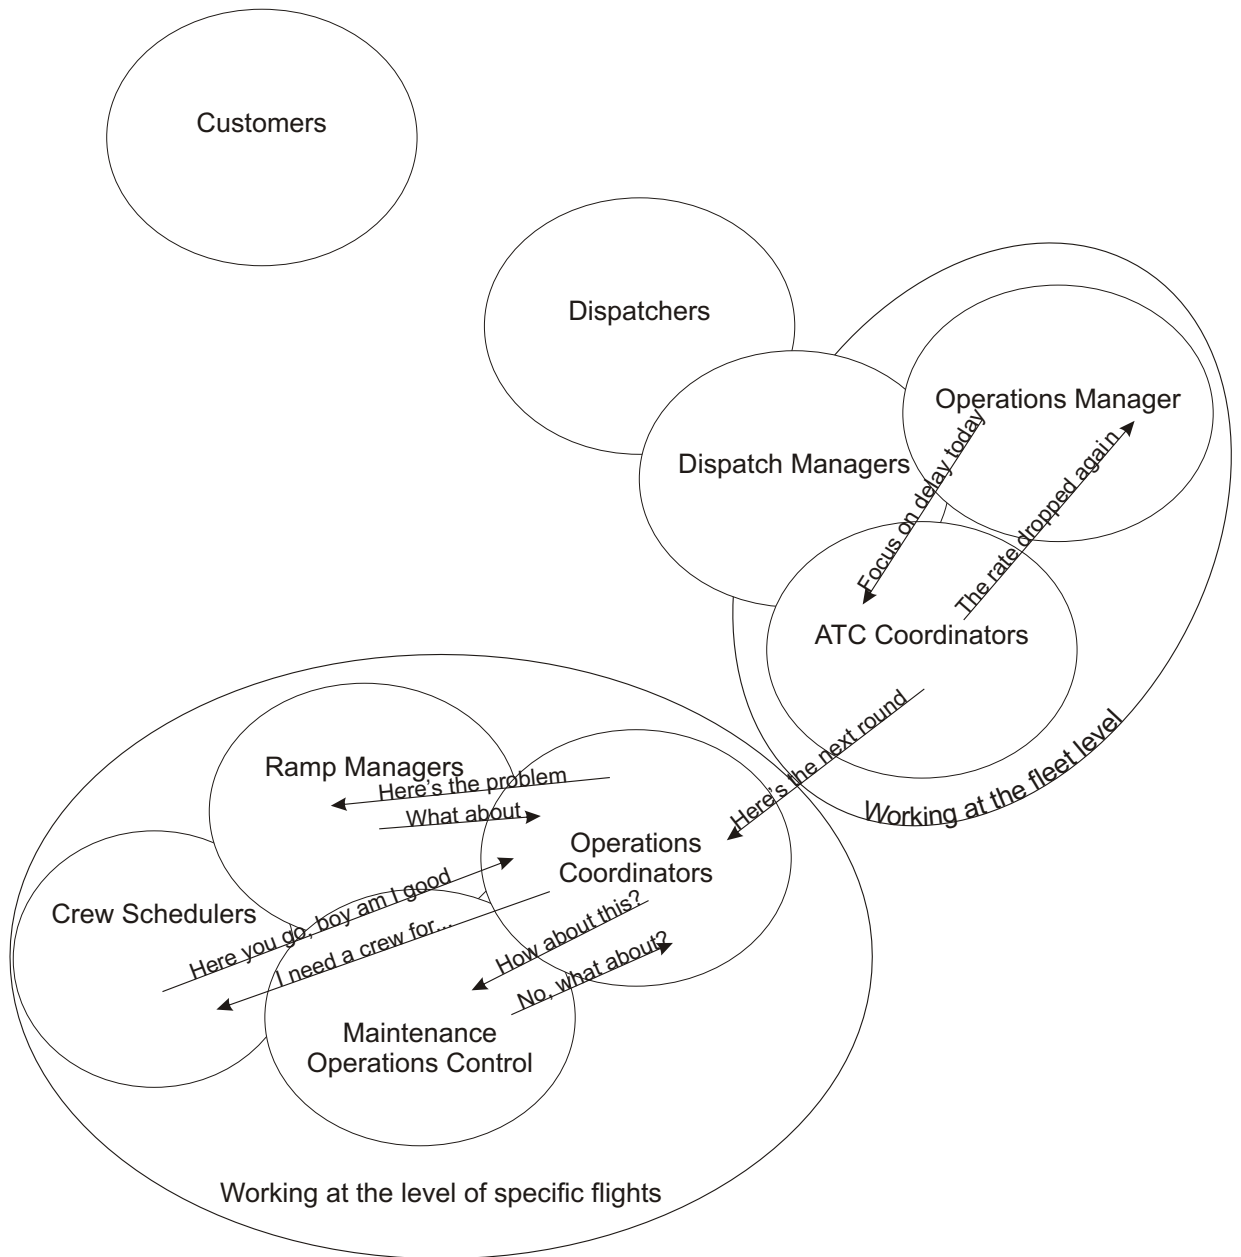 Customers
Dispatchers
Operations Manager
Dispatch Managers
Focus on delay today
The rate dropped again
ATC Coordinators
Here's the next round
Working at the fleet level
Ramp Managers
Here's the problem
What about
Operations
Coordinators
Crew Schedulers
Here you go, boy am I good
I need a crew for...
How about this?
No, what about?
Maintenance
Operations Control
Working at the level of specific flights